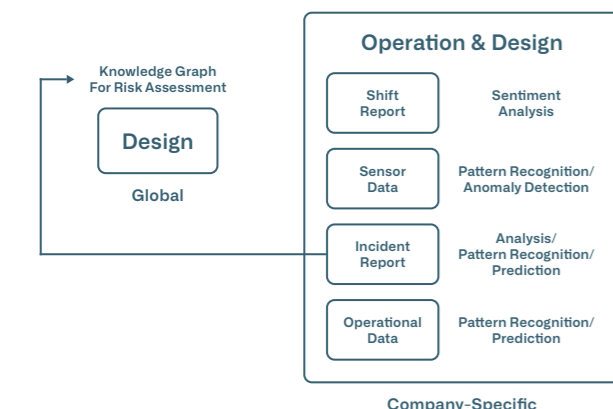 Knowledge Graph
For Risk Assessment
Design
Global
Operation & Design
Shift
Report
Sentiment
Analysis
Sensor
Data
Pattern Recognition/
Anomaly Detection
Incident
Report
Analysis/
Pattern Recognition/
Prediction
Operational
Data
Pattern Recognition/
Prediction
Company-Specific